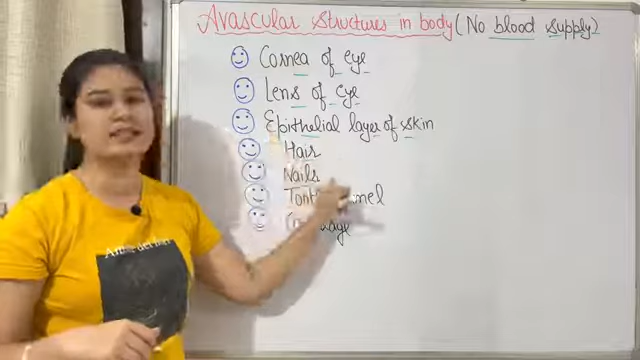 Avascular Structures in body (No blood supply)
Cornea of eye
Lens of eye
Epithelial layer of skin
Hair
Nails